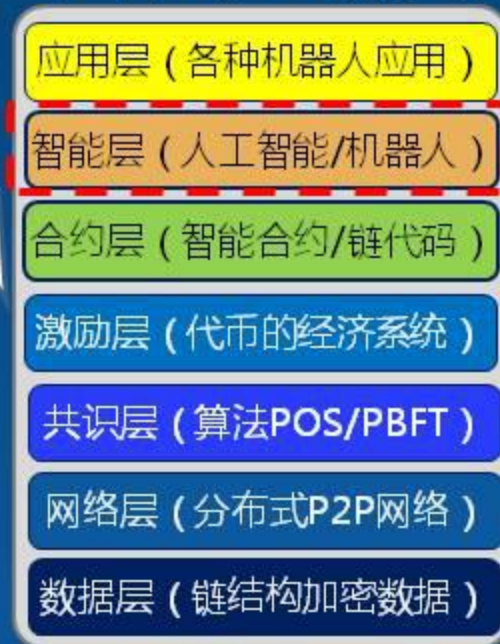 应用层（各种机器人应用）
智能层（人工智能/机器人）
合约层（智能合约/链代码）
激励层（代币的经济系统）
共识层（算法POS/PBFT）
网络层（分布式P2P网络）
数据层（链结构加密数据）